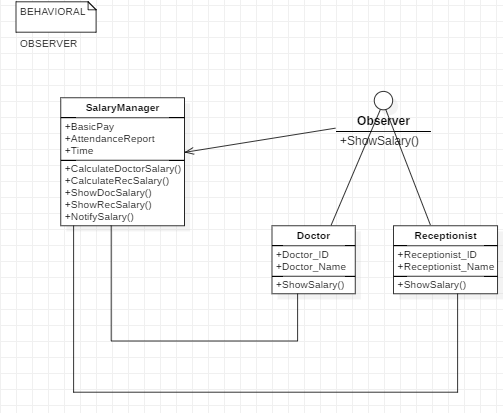 BEHAVIORAL
OBSERVER
SalaryManager
+BasicPay
+AttendanceReport
+Time
+CalculateDoctorSalary()
+CalculateRecSalary()
+ShowDocSalary()
+ShowRecSalary()
+NotifySalary()
Observer
+ShowSalary()
Doctor
+Doctor_ID
+Doctor_Name
+ShowSalary()
Receptionist
+Receptionist_ID
+Receptionist_Name
+ShowSalary()